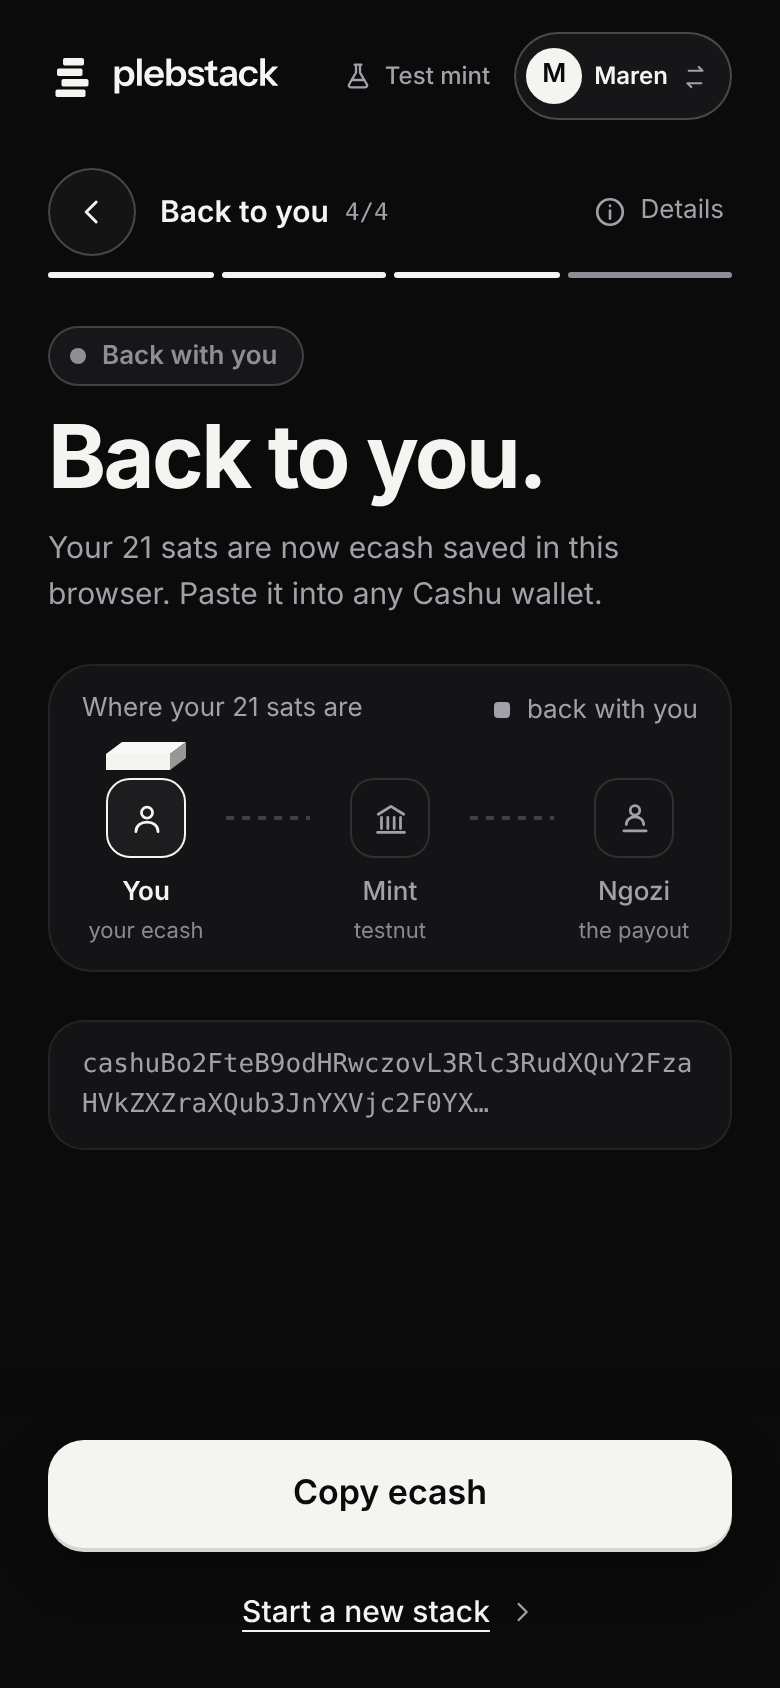 plebstack
Test mint
M
Maren
Back to you 4/4
Details
Back with you
Back to you.
Your 21 sats are now ecash saved in this
browser. Paste it into any Cashu wallet.
Where your 21 sats are
back with you
You
Mint
Ngozi
your ecash
testnut
the payout
cashuBo2FteB9odHRwczovL3Rlc3RudXQuY2Fza
HVkZXZraXQub3JnYXVjc2F0YX…
Copy ecash
Start a new stack